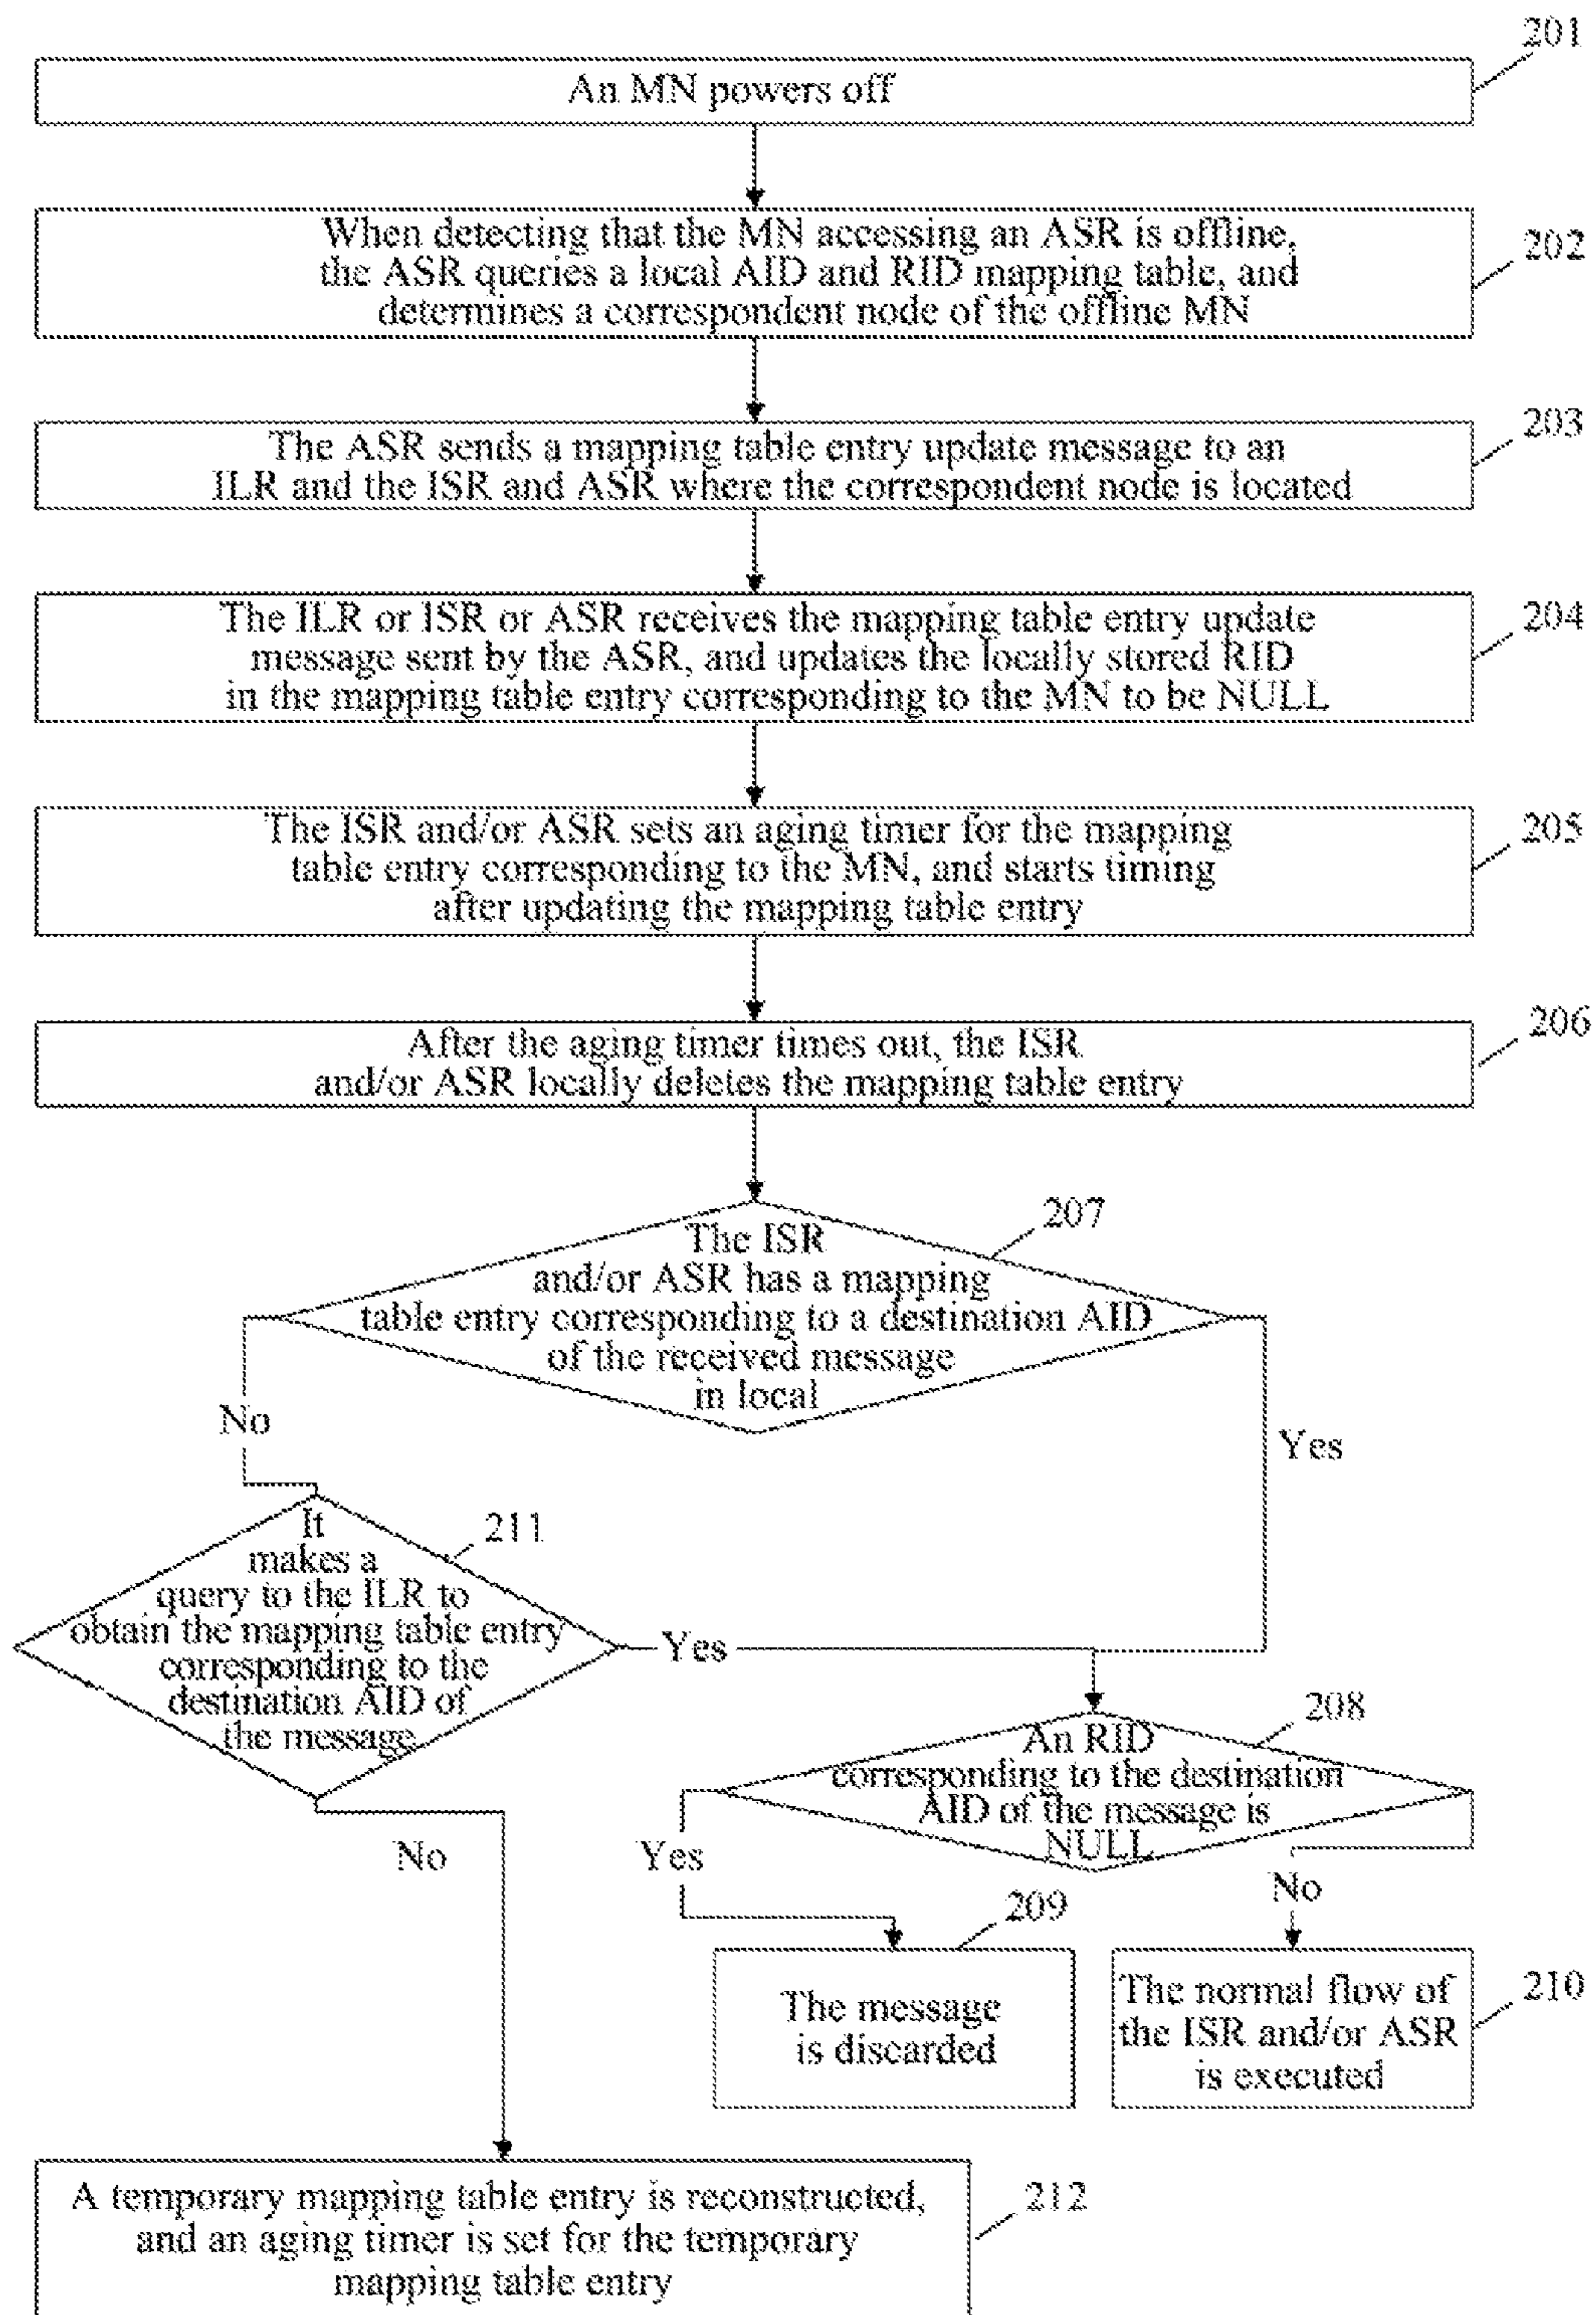 201
An MN powers off
202
When detecting that the MN accessing an ASR is offline,
the ASR queries a local AID and RID mapping table, and
determines a correspondent node of the offline MN
203
The ASR sends a mapping table entry update message to an
ILR and the ISR and ASR where the correspondent node is located
204
The ILR or ISR or ASR receives the mapping table entry update
message sent by the ASR, and updates the locally stored RID
in the mapping table entry corresponding to the MN to be NULL
205
The ISR and/or ASR sets an aging timer for the mapping
table entry corresponding to the MN, and starts timing
after updating the mapping table entry
206
After the aging timer times out, the ISR
and/or ASR locally deletes the mapping table entry
207
The ISR
and/or ASR has a mapping
table entry corresponding to a destination AID
of the received message
in local
No
Yes
211
It
makes a
query to the ILR to
obtain the mapping table entry
corresponding to the
destination AID of
the message
Yes
No
208
An RID
corresponding to the destination
AID of the message is
NULL
Yes
No
209
The message
is discarded
210
The normal flow of
the ISR and/or ASR
is executed
212
A temporary mapping table entry is reconstructed,
and an aging timer is set for the temporary
mapping table entry